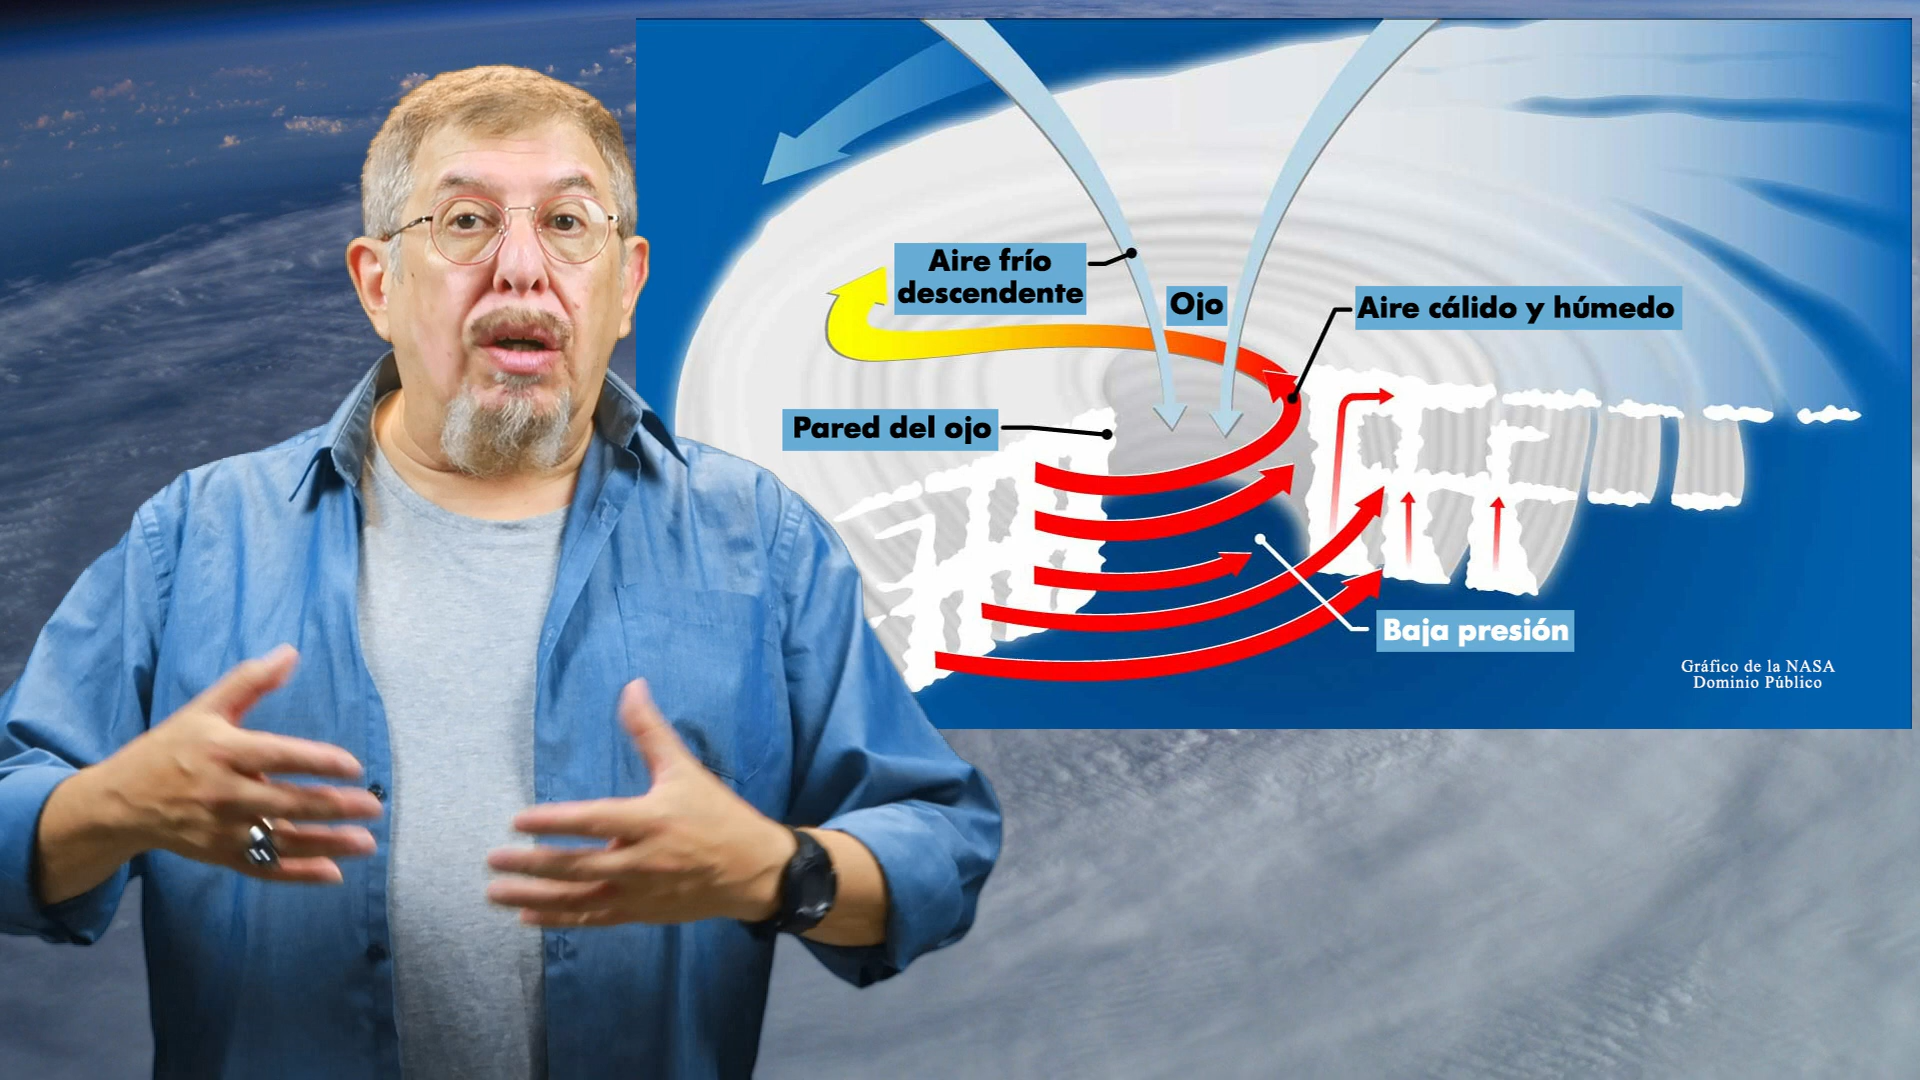 Aire frío
descendente
Ojo
Aire cálido y húmedo
Pared del ojo
Baja presión
Gráfico de la NASA
Dominio Público